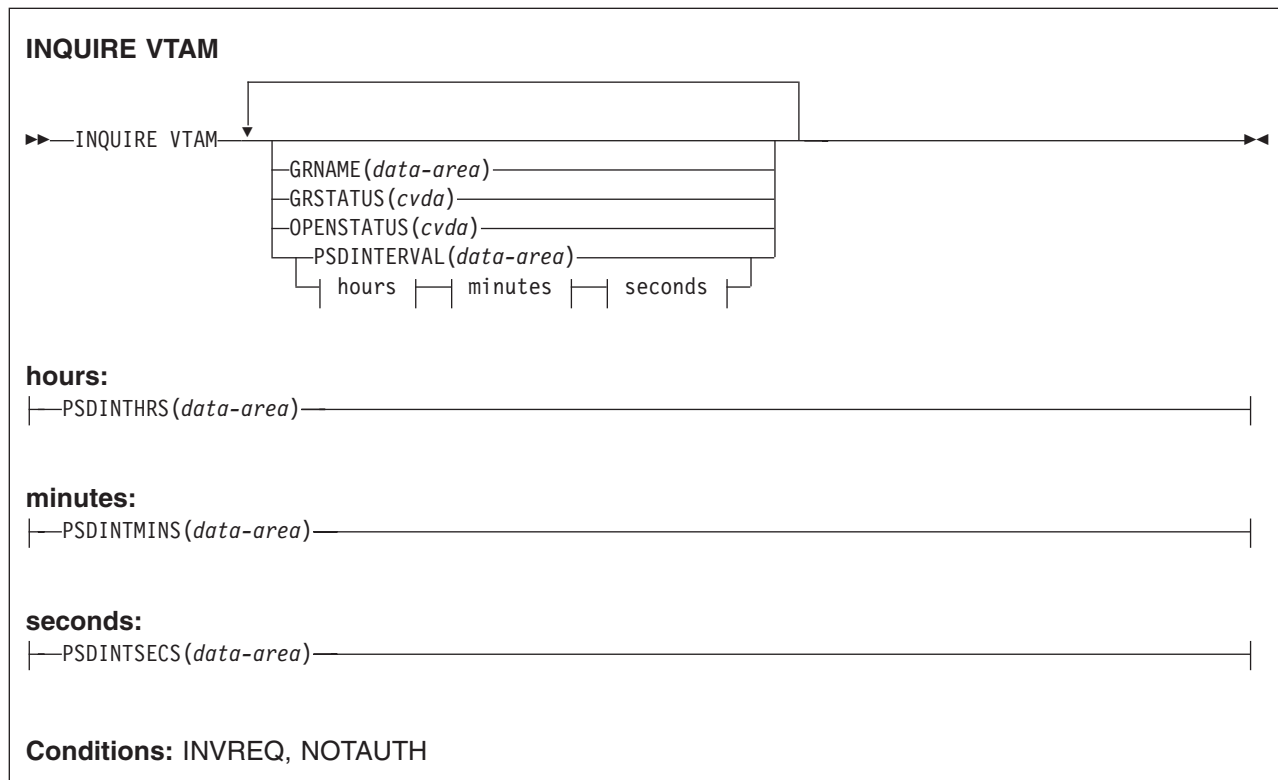 INQUIRE VTAM
INQUIRE VTAM
GRNAME(data-area)
GRSTATUS(cvda)
OPENSTATUS(cvda)
PSDINTERVAL(data-area)
hours minutes seconds
hours:
PSDINTHRS(data-area)
minutes:
PSDINTMINS(data-area)
seconds:
PSDINTSECS(data-area)
Conditions: INVREQ, NOTAUTH